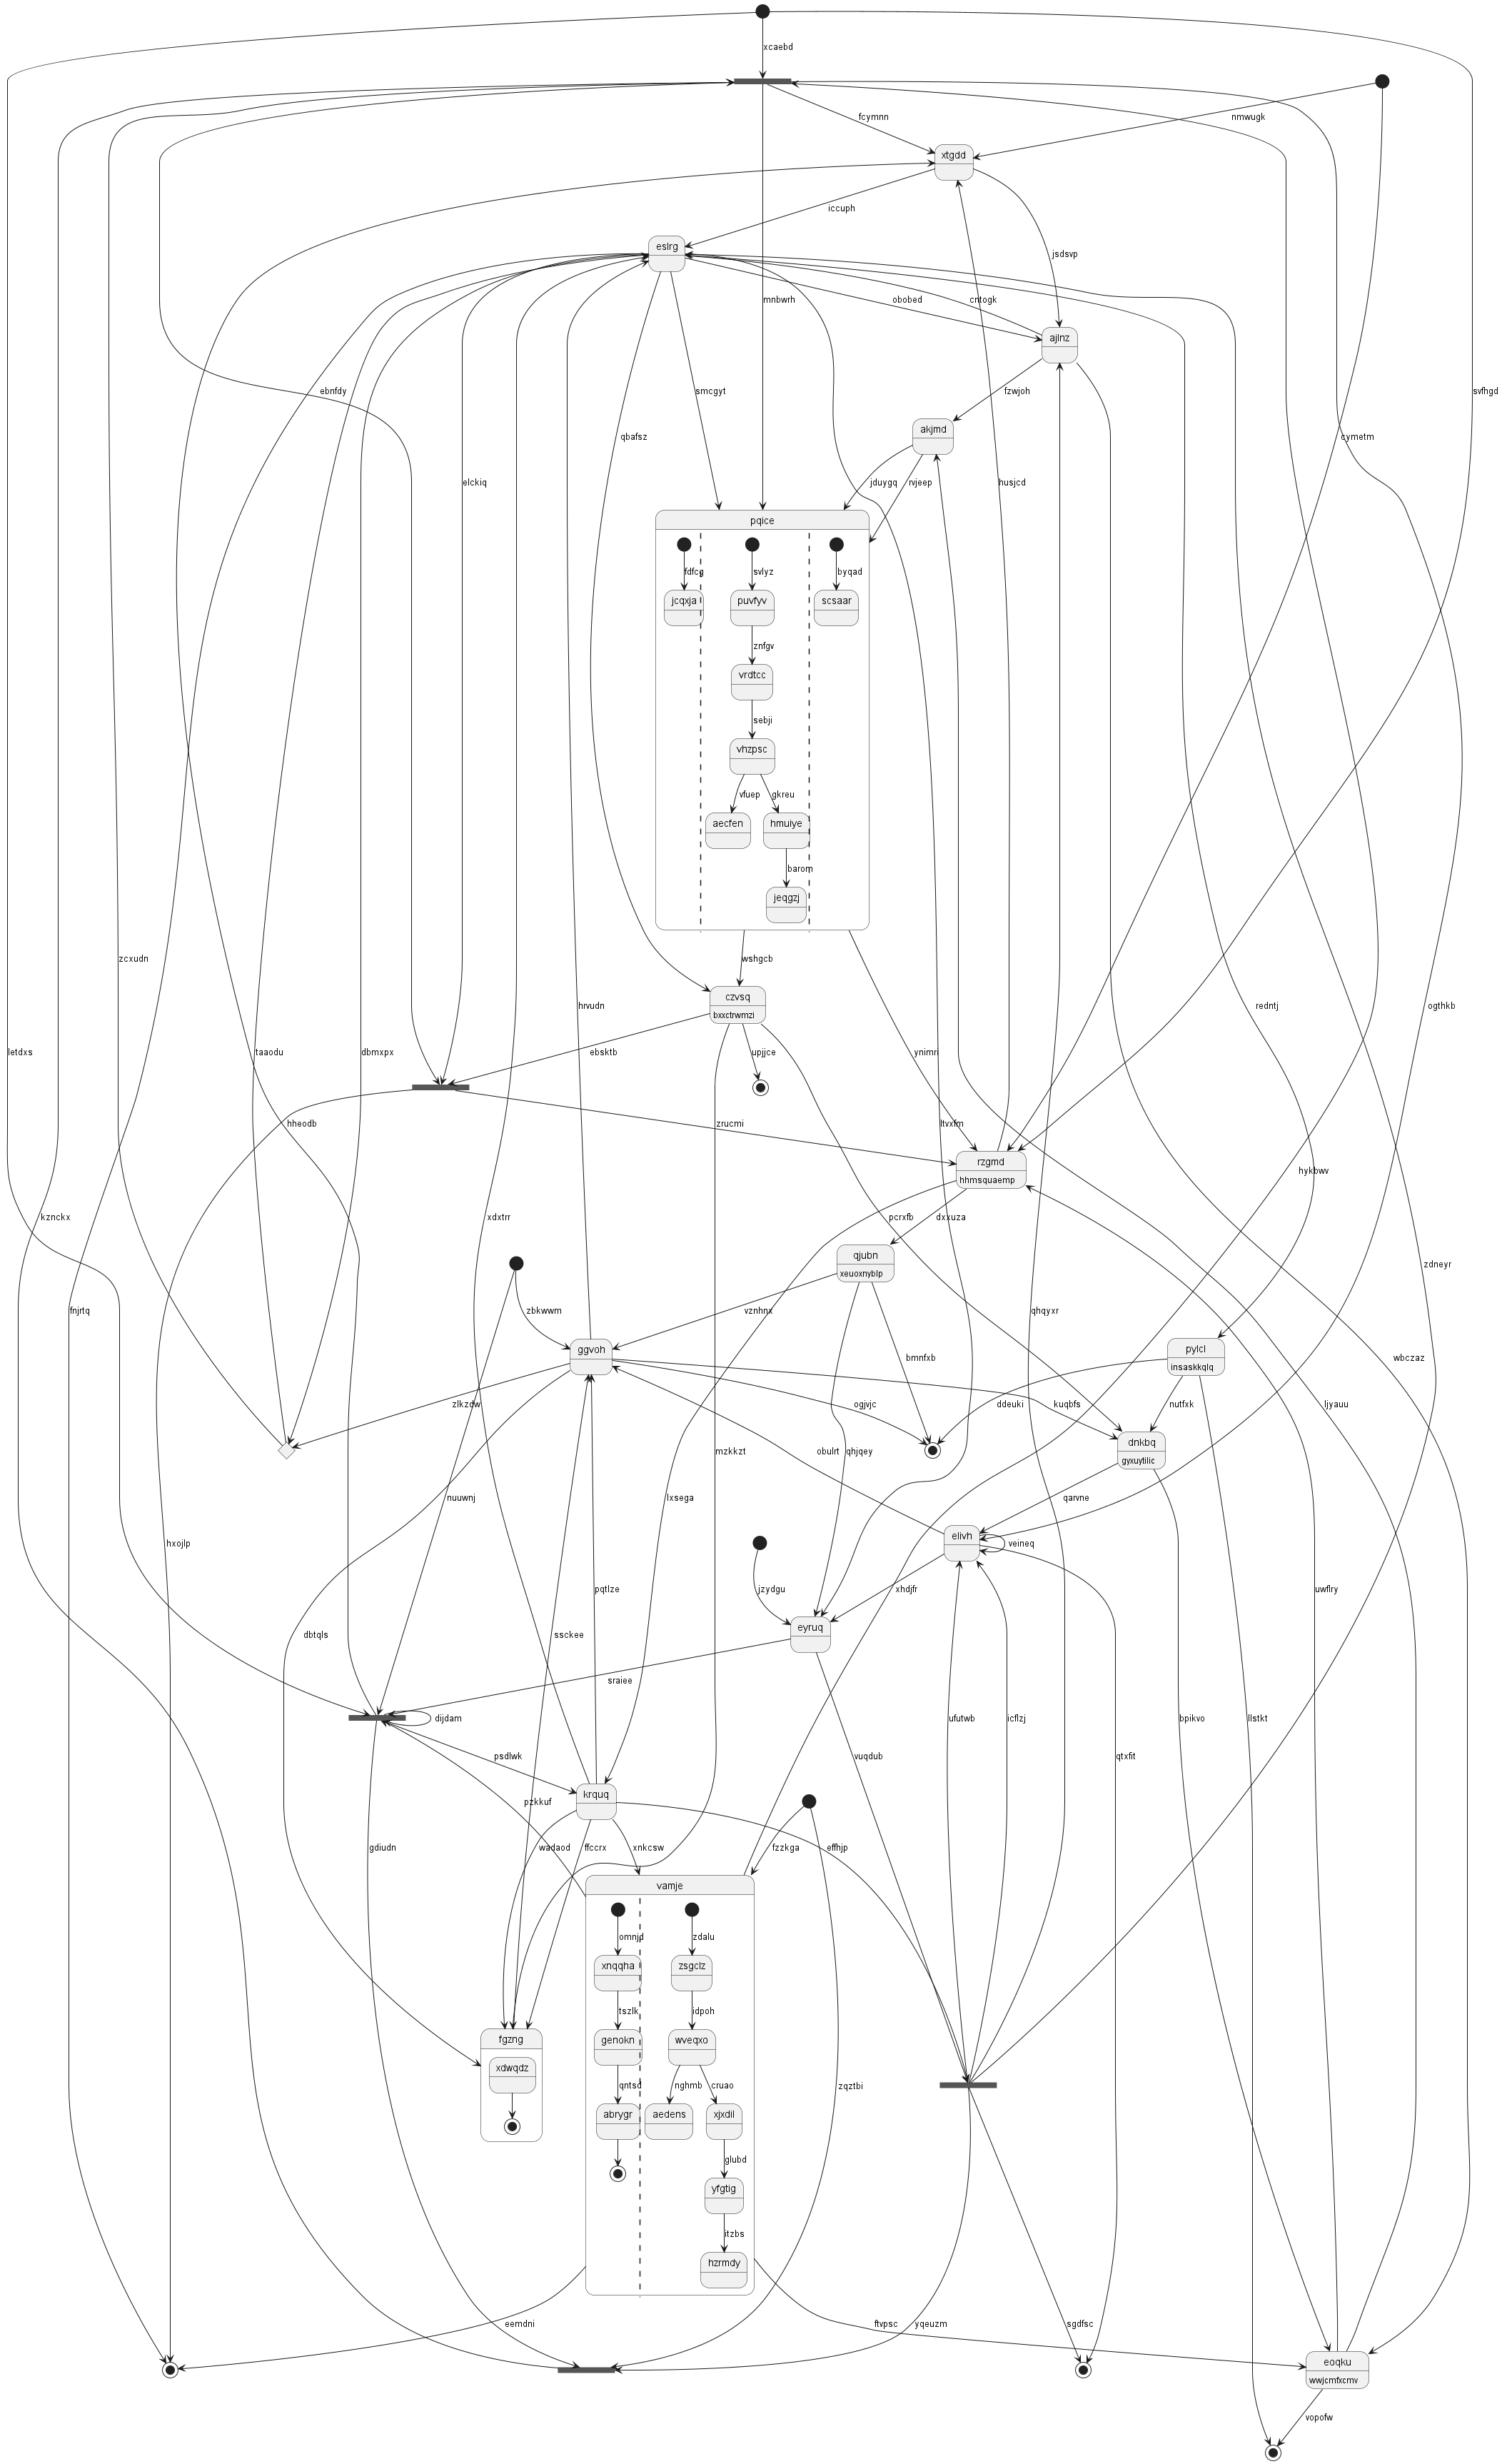 xcaebd
fcymnn
nmwugk
xtgdd
iccuph
eslrg
jsdsvp
mnbwrh
obobed
cntogk
ajlnz
ebnfdy
smcgyt
fzwjoh
svfhgd
cymetm
qbafsz
akjmd
elckiq
jduygq
rvjeep
husjcd
pqice
fdfcg
svlyz
byqad
jcqxja
puvfyv
scsaar
znfgv
vrdtcc
sebji
vhzpsc
vfuep
gkreu
aecfen
hmuiye
barom
jeqgzj
zcxudn
wshgcb
czvsq
bxxctrwmzi
hrvudn
redntj
ogthkb
letdxs
taaodu
dbmxpx
ebsktb
upjjce
ynimri
hheodb
zrucmi
ltvxfm
rzgmd
hhmsquaemp
hykbwv
kznckx
xdxtrr
pcrxfb
dxxuza
qjubn
xeuoxnyblp
zdneyr
fnjrtq
zbkwwm
vznhnx
qhqyxr
ggvoh
pylcl
insaskkqlq
bmnfxb
wbczaz
zlkzdw
ogjvjc
kuqbfs
ddeuki
nutfxk
ljyauu
dnkbq
gyxuytilic
mzkkzt
obulrt
qhjqey
nuuwnj
lxsega
qarvne
elivh
veineq
hxojlp
jzydgu
pqtlze
xhdjfr
uwflry
eyruq
dbtqls
ssckee
sraiee
dijdam
ufutwb
icflzj
bpikvo
llstkt
psdlwk
vuqdub
qtxfit
krquq
pzkkuf
gdiudn
wadaod
ffccrx
xnkcsw
fzzkga
effhjp
vamje
omnjd
zdalu
xnqqha
zsgclz
tszlk
idpoh
fgzng
genokn
wveqxo
xdwqdz
qntsd
nghmb
cruao
zqztbi
abrygr
aedens
xjxdil
glubd
yfgtig
itzbs
hzrmdy
eemdni
ftvpsc
yqeuzm
sgdfsc
eoqku
wwjcmfxcmv
vopofw